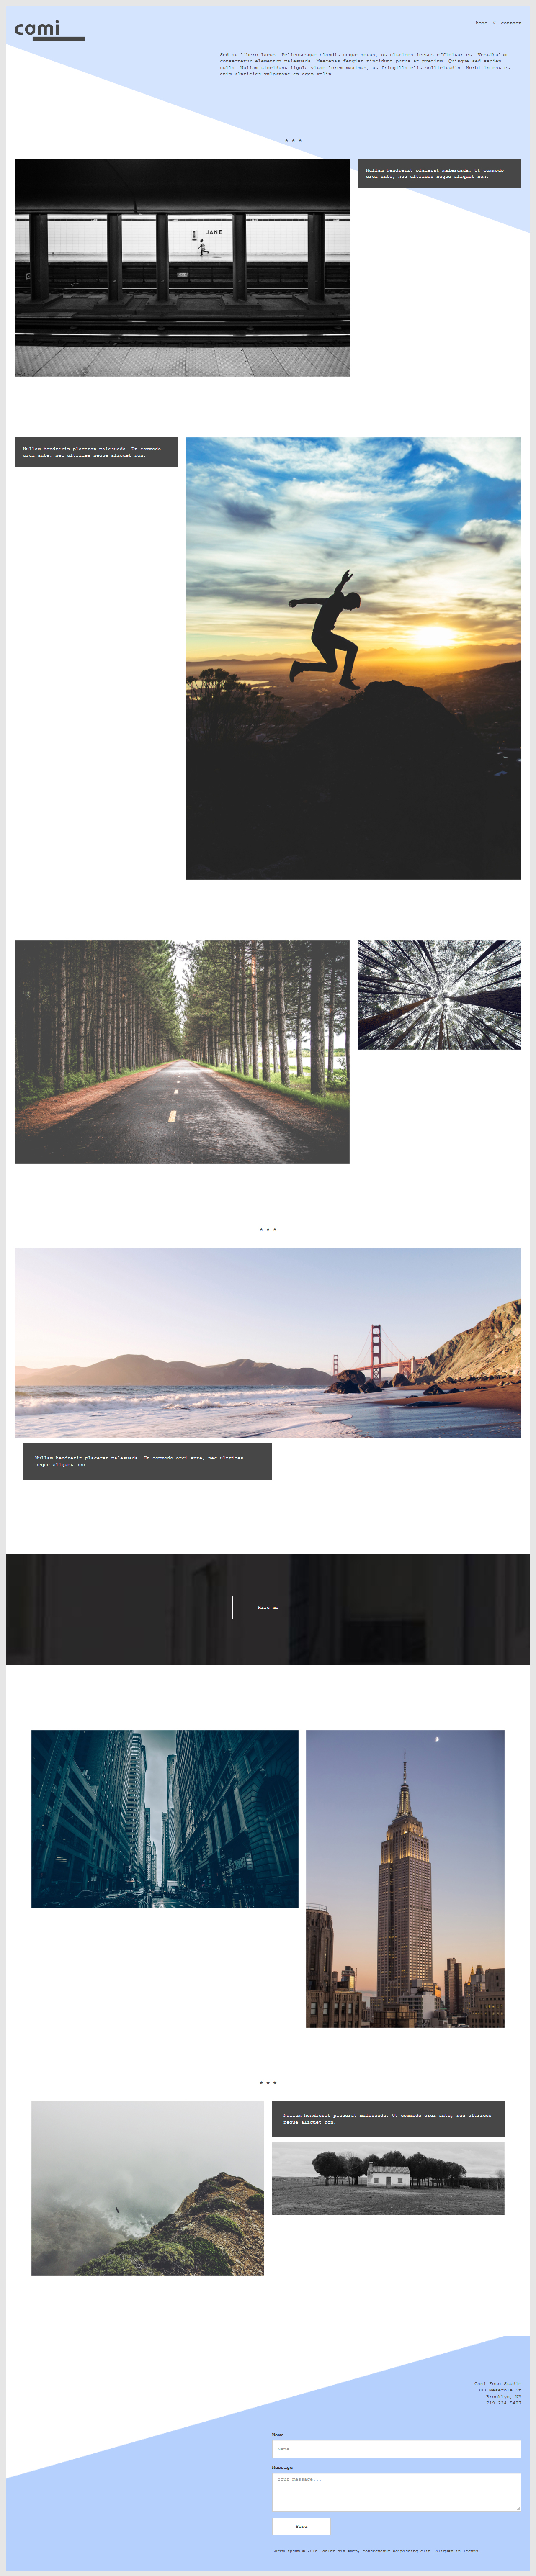 cami
home / contact
Sed at libero lacus. Pellentesque blandit neque metus, ut ultrices lectus efficitur et. Vestibulum
consectetur elementum malesuada. Maecenas feugiat tincidunt purus at pretium. Quisque sed sapien
nulla. Nullam tincidunt ligula vitae lorem maximus, ut fringilla elit sollicitudin. Morbi in est et
enim ultricies vulputate et eget velit.
* * *
JANE
Nullam hendrerit placerat malesuada. Ut commodo
orci ante, nec ultrices neque aliquet non.
Nullam hendrerit placerat malesuada. Ut commodo
orci ante, nec ultrices neque aliquet non.
* * *
Nullam hendrerit placerat malesuada. Ut commodo orci ante, nec ultrices
neque aliquet non.
Hire me
* * *
Nullam hendrerit placerat malesuada. Ut commodo orci ante, nec ultrices
neque aliquet non.
Cami Foto Studio
Meserole St
Brooklyn, NY
Name
Name
Message
Your message...
Send
Lorem ipsum © 2019. dolor sit amet, consectetur adipiscing elit. Aliquam in lectus.